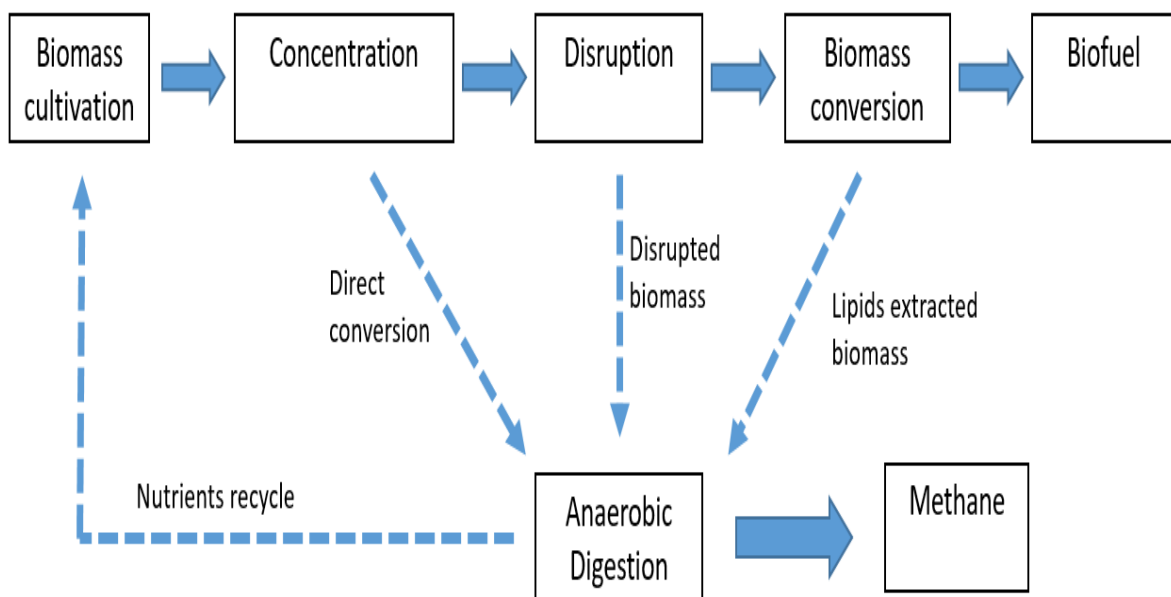 Biomass
cultivation
Concentration
Disruption
Biomass
conversion
Biofuel
Direct
conversion
Disrupted
biomass
Lipids extracted
biomass
Nutrients recycle
Anaerobic
Digestion
Methane